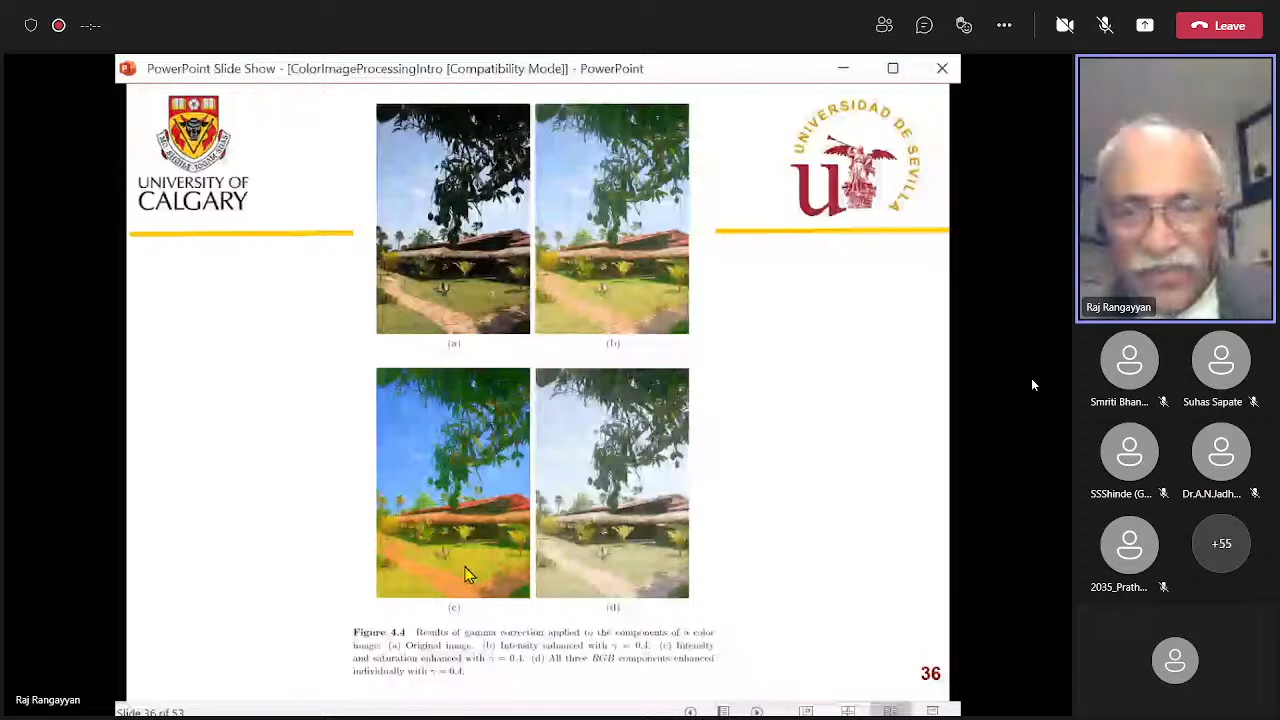 --:--
Leave
PowerPoint Slide Show - [ColorImageProcessingIntro [Compatibility Mode]] - PowerPoint
UNIVERSITY OF
CALGARY
UNIVERSIDAD DE SEVILLA
(a)
(b)
(c)
(d)
Figure 4.4 Results of gamma correction applied to the components of a color
image: (a) Original image. (b) Intensity enhanced with γ = 0.4. (c) Intensity
and saturation enhanced with γ = 0.4. (d) All three RGB components enhanced
individually with γ = 0.4.
36
Slide 36 of 53
Raj Rangayyan
Raj Rangayyan
Smriti Bhan...
Suhas Sapate
SSShinde (G...
Dr.A.N.Jadh...
2035_Prath...
+55